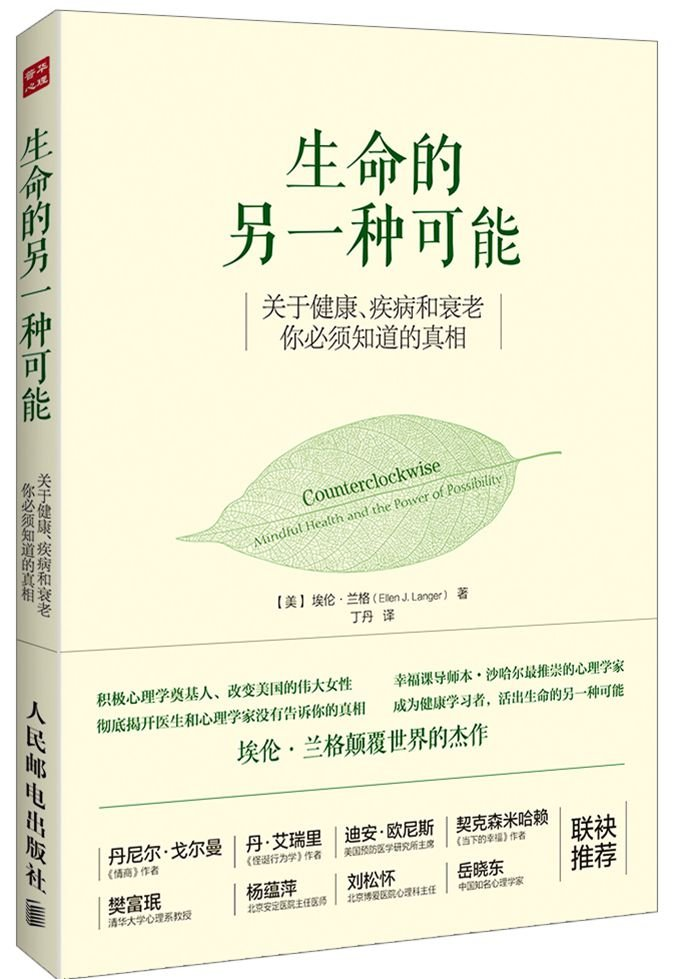 普华
心理
生命的另一种可能
关于健康、疾病和衰老
你必须知道的真相
人民邮电出版社
生命的
另一种可能
关于健康、疾病和衰老
你必须知道的真相
Counterclockwise
Mindful Health and the Power of Possibility
【美】埃伦·兰格（Ellen J. Langer） 著
丁丹 译
积极心理学奠基人、改变美国的伟大女性
幸福课导师本·沙哈尔最推崇的心理学家
彻底揭开医生和心理学家没有告诉你的真相
成为健康学习者，活出生命的另一种可能
埃伦·兰格颠覆世界的杰作
丹尼尔·戈尔曼
《情商》作者
丹·艾瑞里
《怪诞行为学》作者
迪安·欧尼斯
美国预防医学研究所主席
契克森米哈赖
《当下的幸福》作者
樊富珉
清华大学心理系教授
杨蕴萍
北京安定医院主任医师
刘松怀
北京博爱医院心理科主任
岳晓东
中国知名心理学家
联袂
推荐